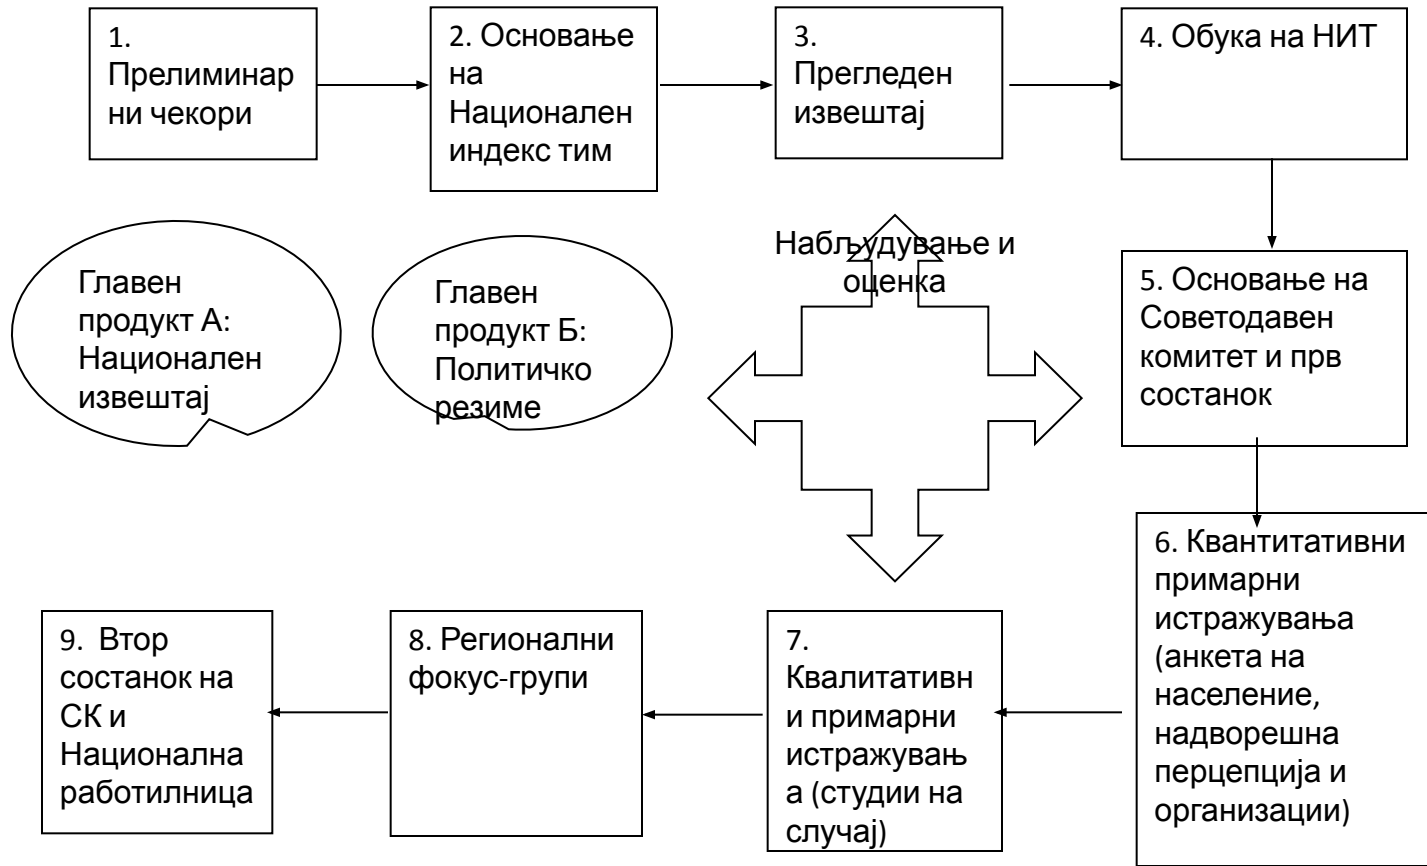 1.
Прелиминар
ни чекори
2. Основање
на
Национален
индекс тим
3.
Прегледен
извештај
4. Обука на НИТ
Главен
продукт А:
Национален
извештај
Главен
продукт Б:
Политичко
резиме
Набљудување и
оценка
5. Основање на
Советодавен
комитет и прв
состанок
6. Квантитативни
примарни
истражувања
(анкета на
население,
надворешна
перцепција и
организации)
7.
Квалитативн
и примарни
истражувањ
а (студии на
случај)
8. Регионални
фокус-групи
9. Втор
состанок на
СК и
Национална
работилница